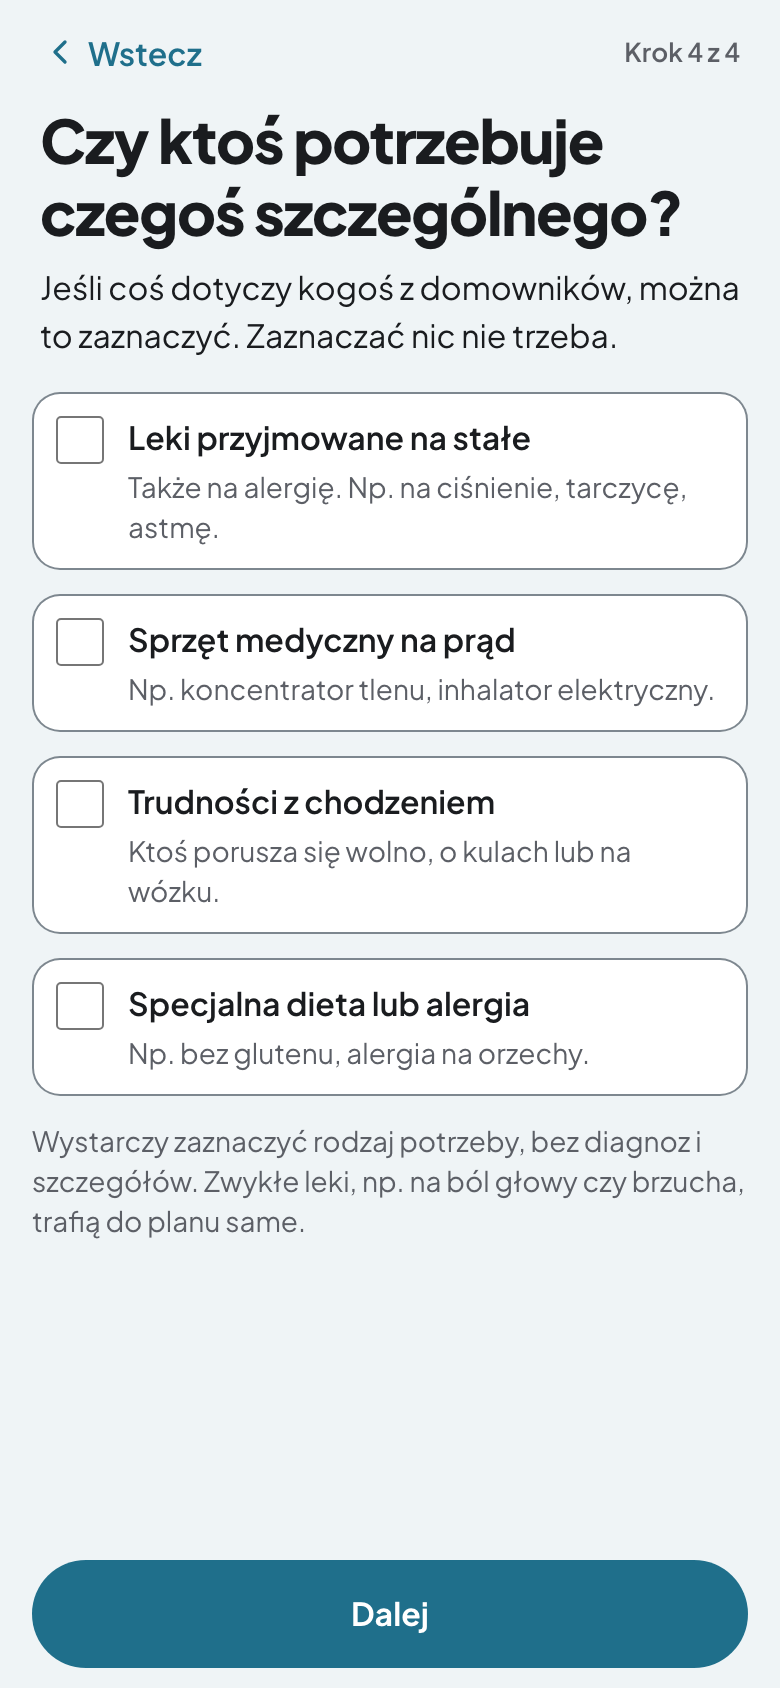 Wstecz
Krok 4 z 4
Czy ktoś potrzebuje
czegoś szczególnego?
Jeśli coś dotyczy kogoś z domowników, można
to zaznaczyć. Zaznaczać nic nie trzeba.
Leki przyjmowane na stałe
Także na alergię. Np. na ciśnienie, tarczycę,
astmę.
Sprzęt medyczny na prąd
Np. koncentrator tlenu, inhalator elektryczny.
Trudności z chodzeniem
Ktoś porusza się wolno, o kulach lub na
wózku.
Specjalna dieta lub alergia
Np. bez glutenu, alergia na orzechy.
Wystarczy zaznaczyć rodzaj potrzeby, bez diagnoz i
szczegółów. Zwykłe leki, np. na ból głowy czy brzucha,
trafią do planu same.
Dalej